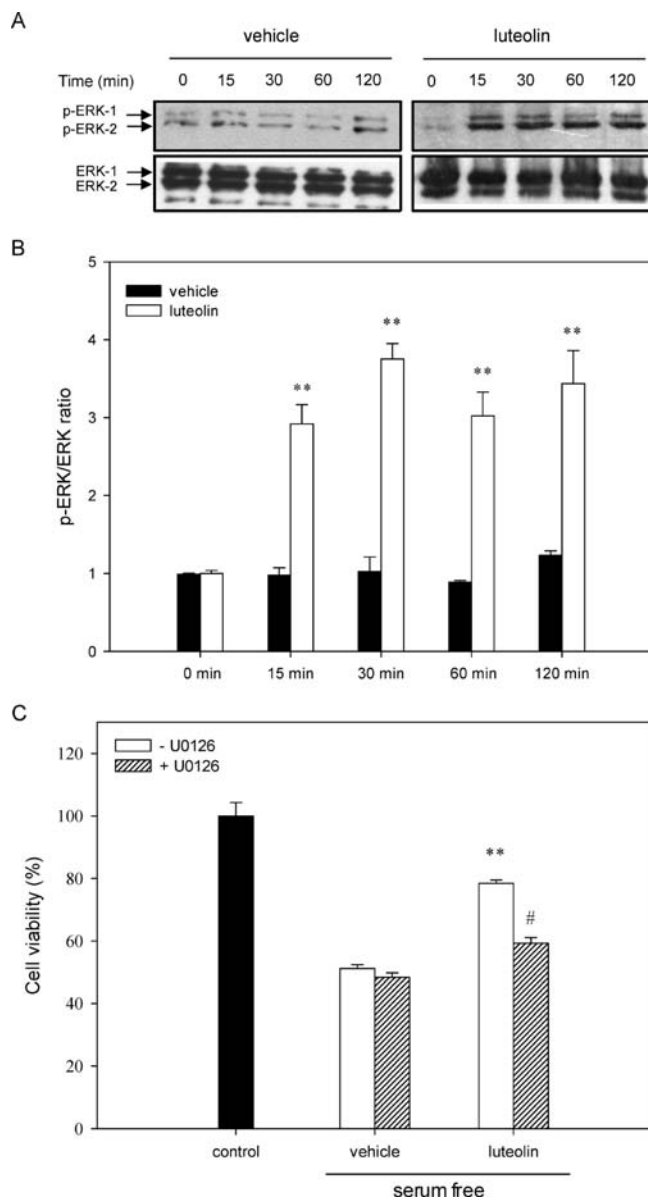 A
vehicle luteolin
Time (min) 0 15 30 60 120 0 15 30 60 120
p-ERK-1
p-ERK-2
ERK-1
ERK-2
B
5
4
3
2
1
0
p-ERK/ERK ratio
vehicle
luteolin
** ** ** **
0 min 15 min 30 min 60 min 120 min
C
120
100
80
60
40
20
0
Cell viability (%)
- U0126
+ U0126
**
#
control vehicle luteolin
serum free